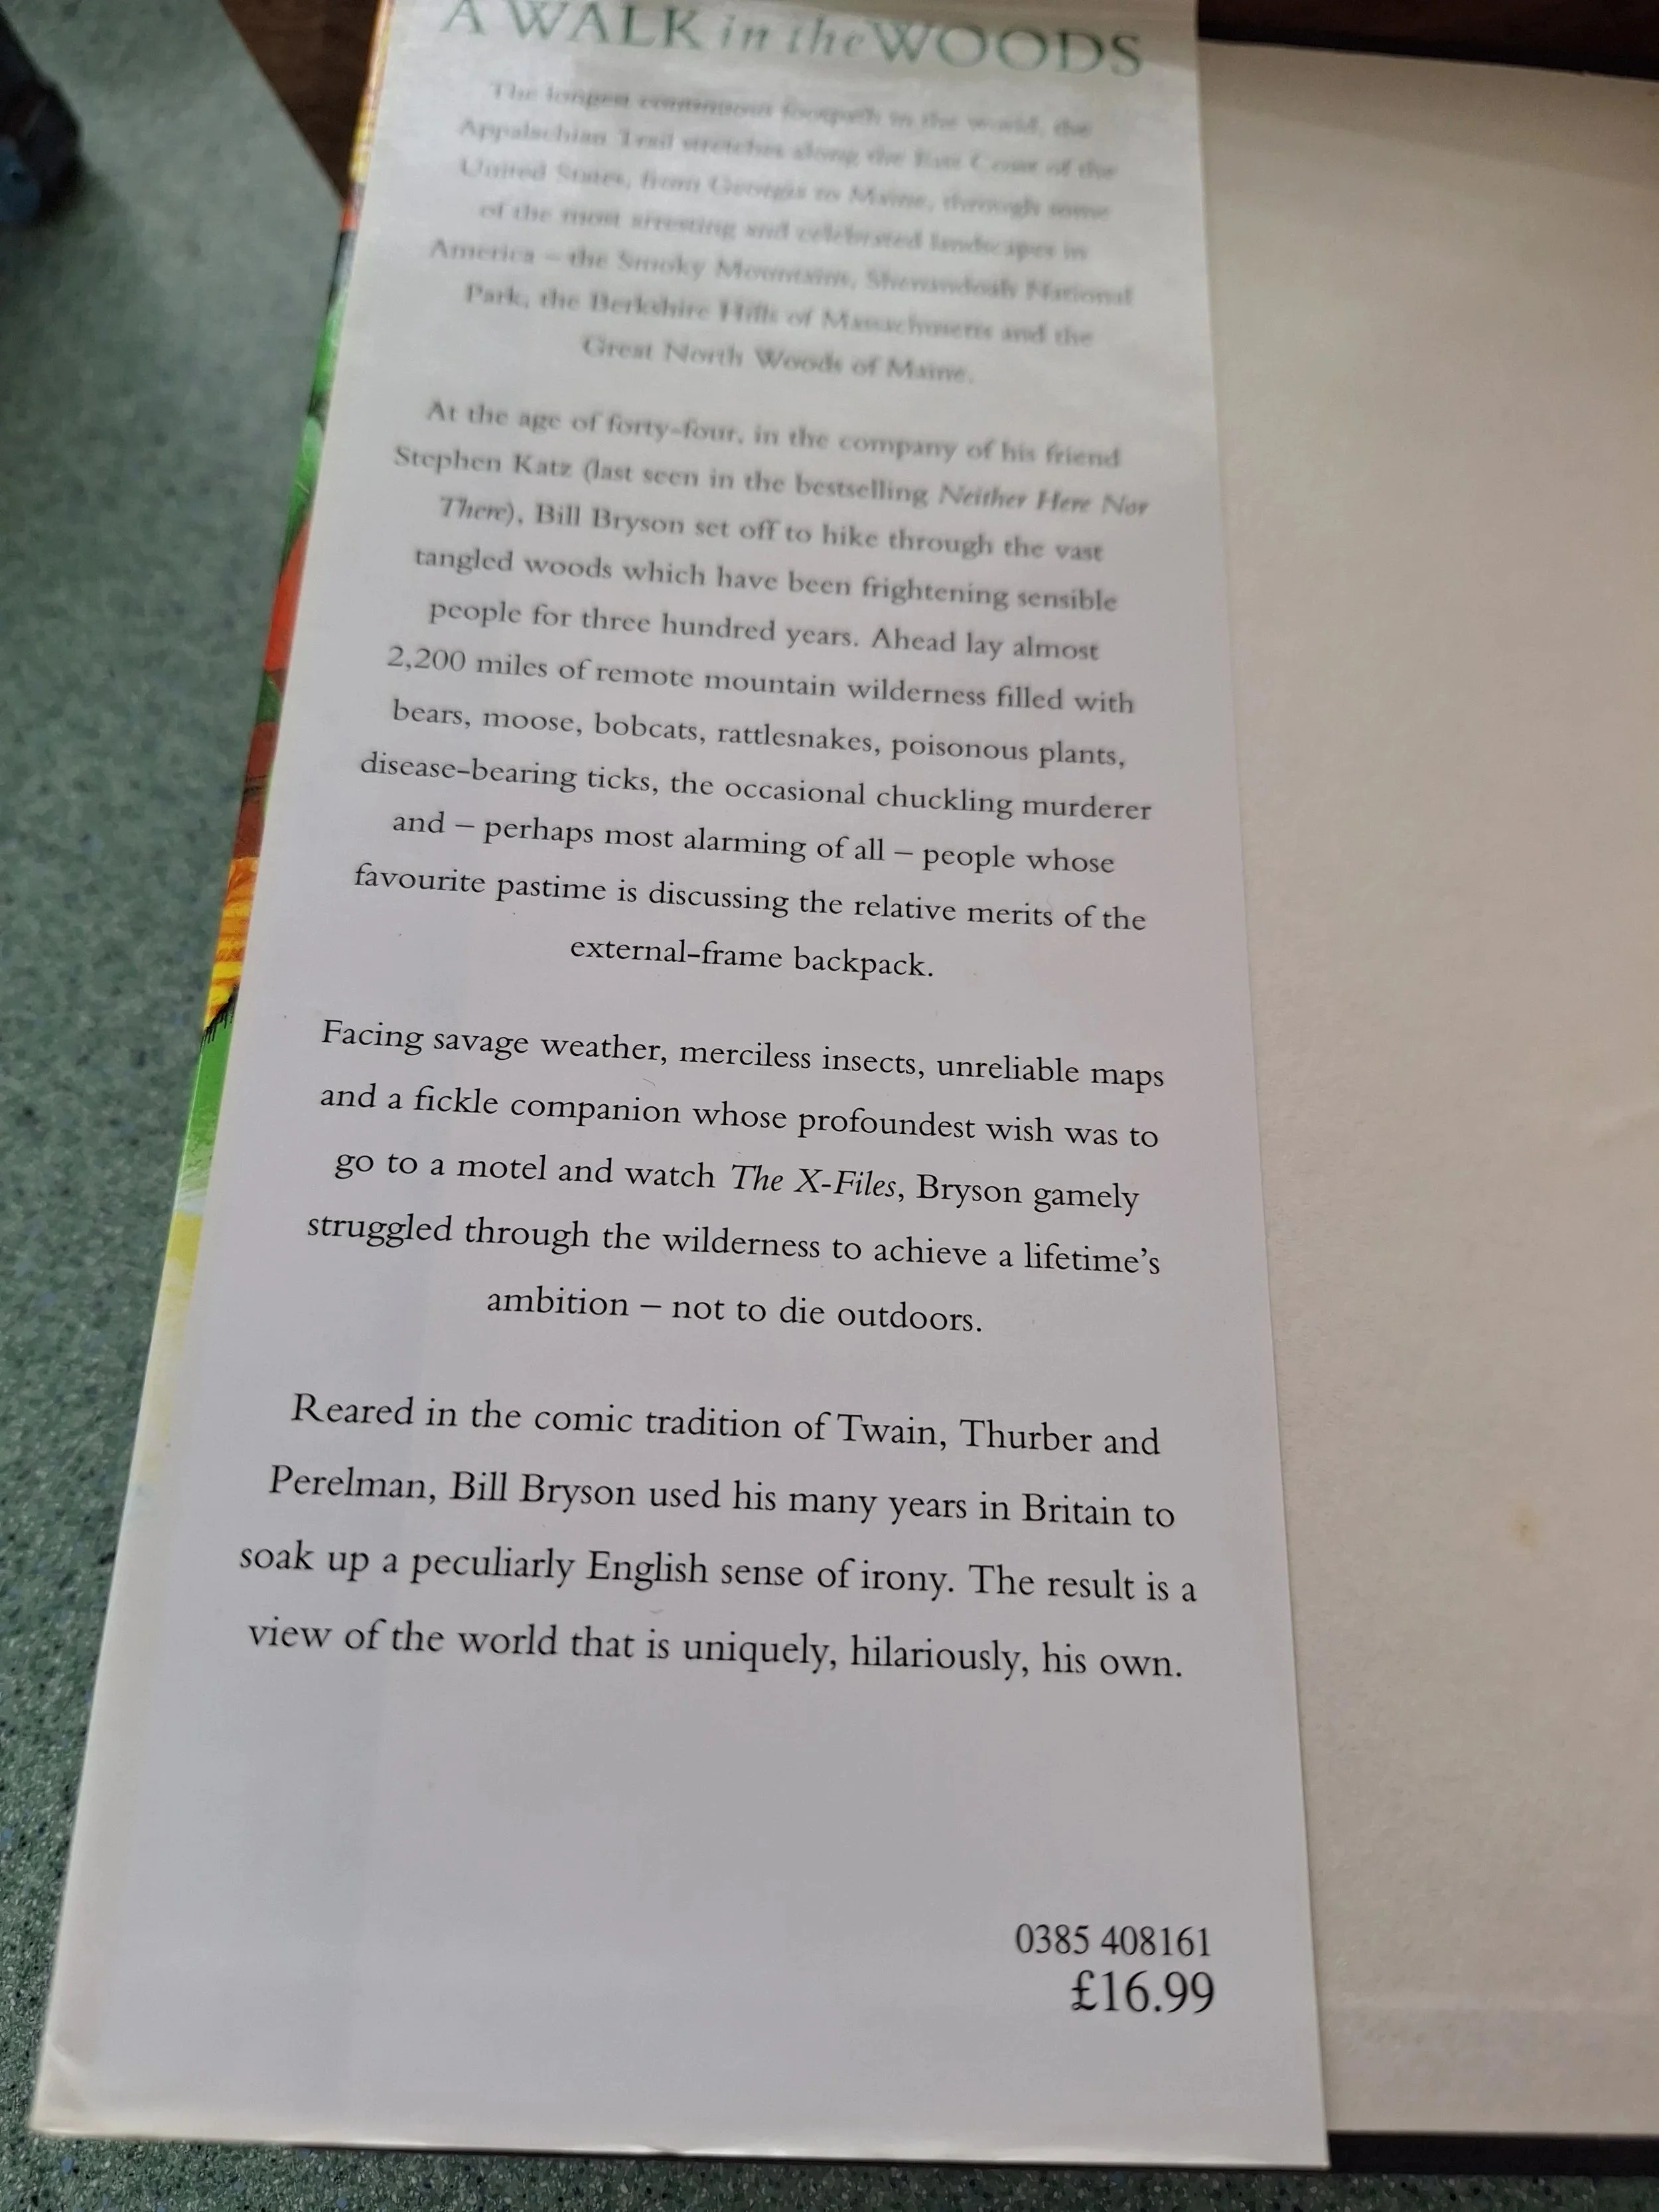 A WALK in the WOODS
The longest continuous footpath in the world, the
Appalachian Trail stretches along the East Coast of the
United States, from Georgia to Maine, through some
of the most arresting and celebrated landscapes in
America – the Smoky Mountains, Shenandoah National
Park, the Berkshire Hills of Massachusetts and the
Great North Woods of Maine.
At the age of forty-four, in the company of his friend
Stephen Katz (last seen in the bestselling Neither Here Nor
There), Bill Bryson set off to hike through the vast
tangled woods which have been frightening sensible
people for three hundred years. Ahead lay almost
2,200 miles of remote mountain wilderness filled with
bears, moose, bobcats, rattlesnakes, poisonous plants,
disease-bearing ticks, the occasional chuckling murderer
and – perhaps most alarming of all – people whose
favourite pastime is discussing the relative merits of the
external-frame backpack.
Facing savage weather, merciless insects, unreliable maps
and a fickle companion whose profoundest wish was to
go to a motel and watch The X-Files, Bryson gamely
struggled through the wilderness to achieve a lifetime's
ambition – not to die outdoors.
Reared in the comic tradition of Twain, Thurber and
Perelman, Bill Bryson used his many years in Britain to
soak up a peculiarly English sense of irony. The result is a
view of the world that is uniquely, hilariously, his own.
0385 408161
£16.99